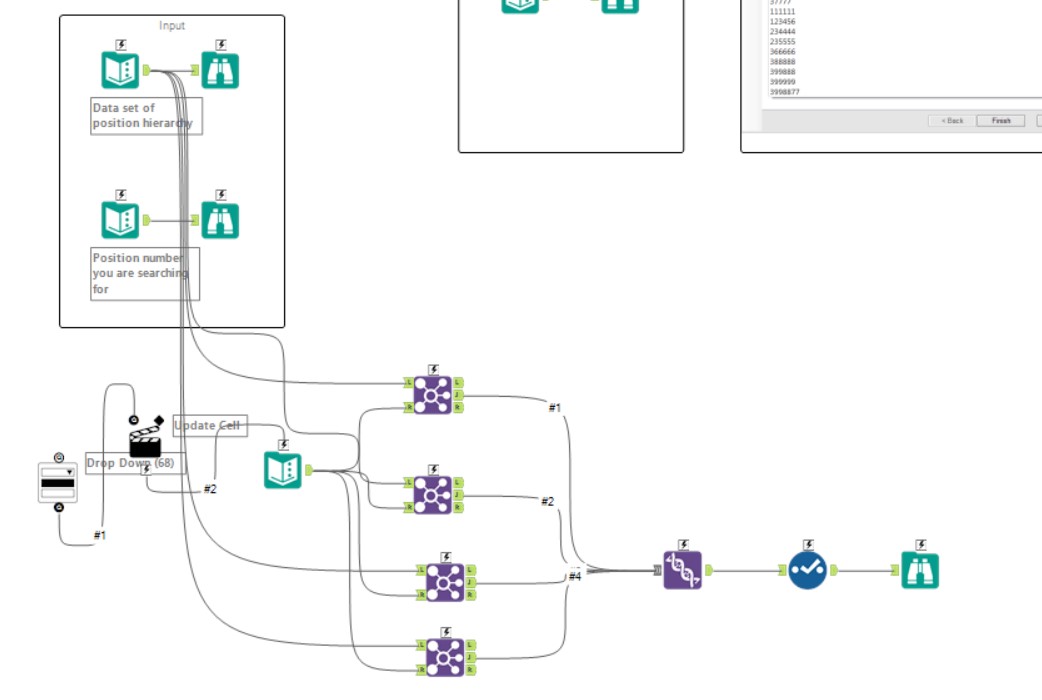 Input
37777
111111
123456
234444
235555
366666
388888
399888
399999
3998877
< Back
Finish
Data set of
position hierarchy
Position number
you are searching
for
Update Cell
Drop Down (68)
#1
#2
#1
#2
#4
L
R
L
J
R
L
R
L
J
R
L
R
L
J
R
L
R
L
J
R